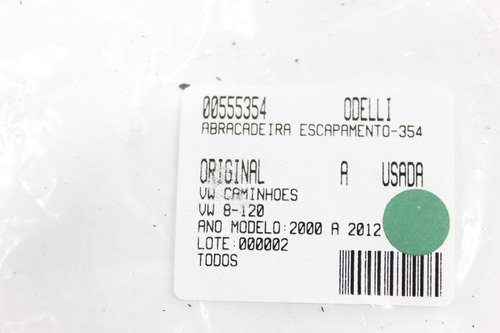 00555354 ODELLI
ABRACADEIRA ESCAPAMENTO-354
ORIGINAL A USADA
VW CAMINHOES
VW 8-120
ANO MODELO:2000 A 2012
LOTE:000002
TODOS